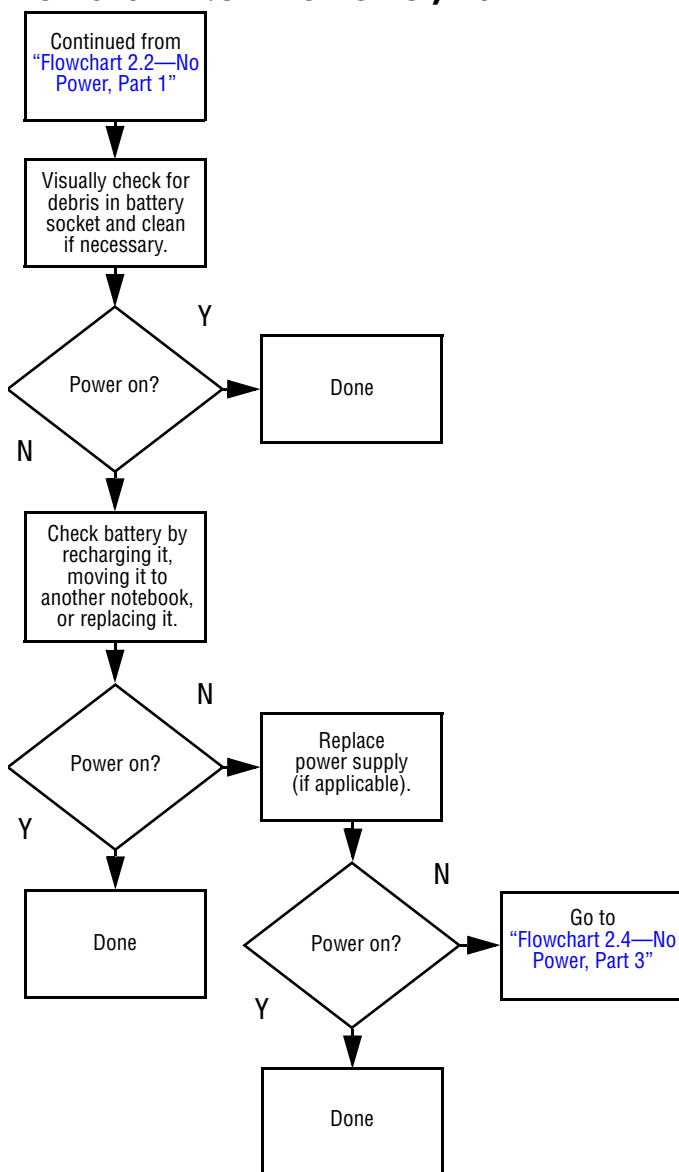 Continued from
“Flowchart 2.2—No
Power, Part 1”
Visually check for
debris in battery
socket and clean
if necessary.
Y
Power on?
Done
N
Check battery by
recharging it,
moving it to
another notebook,
or replacing it.
N
Power on?
Replace
power supply
(if applicable).
Y
Done
N
Power on?
Go to
“Flowchart 2.4—No
Power, Part 3”
Y
Done